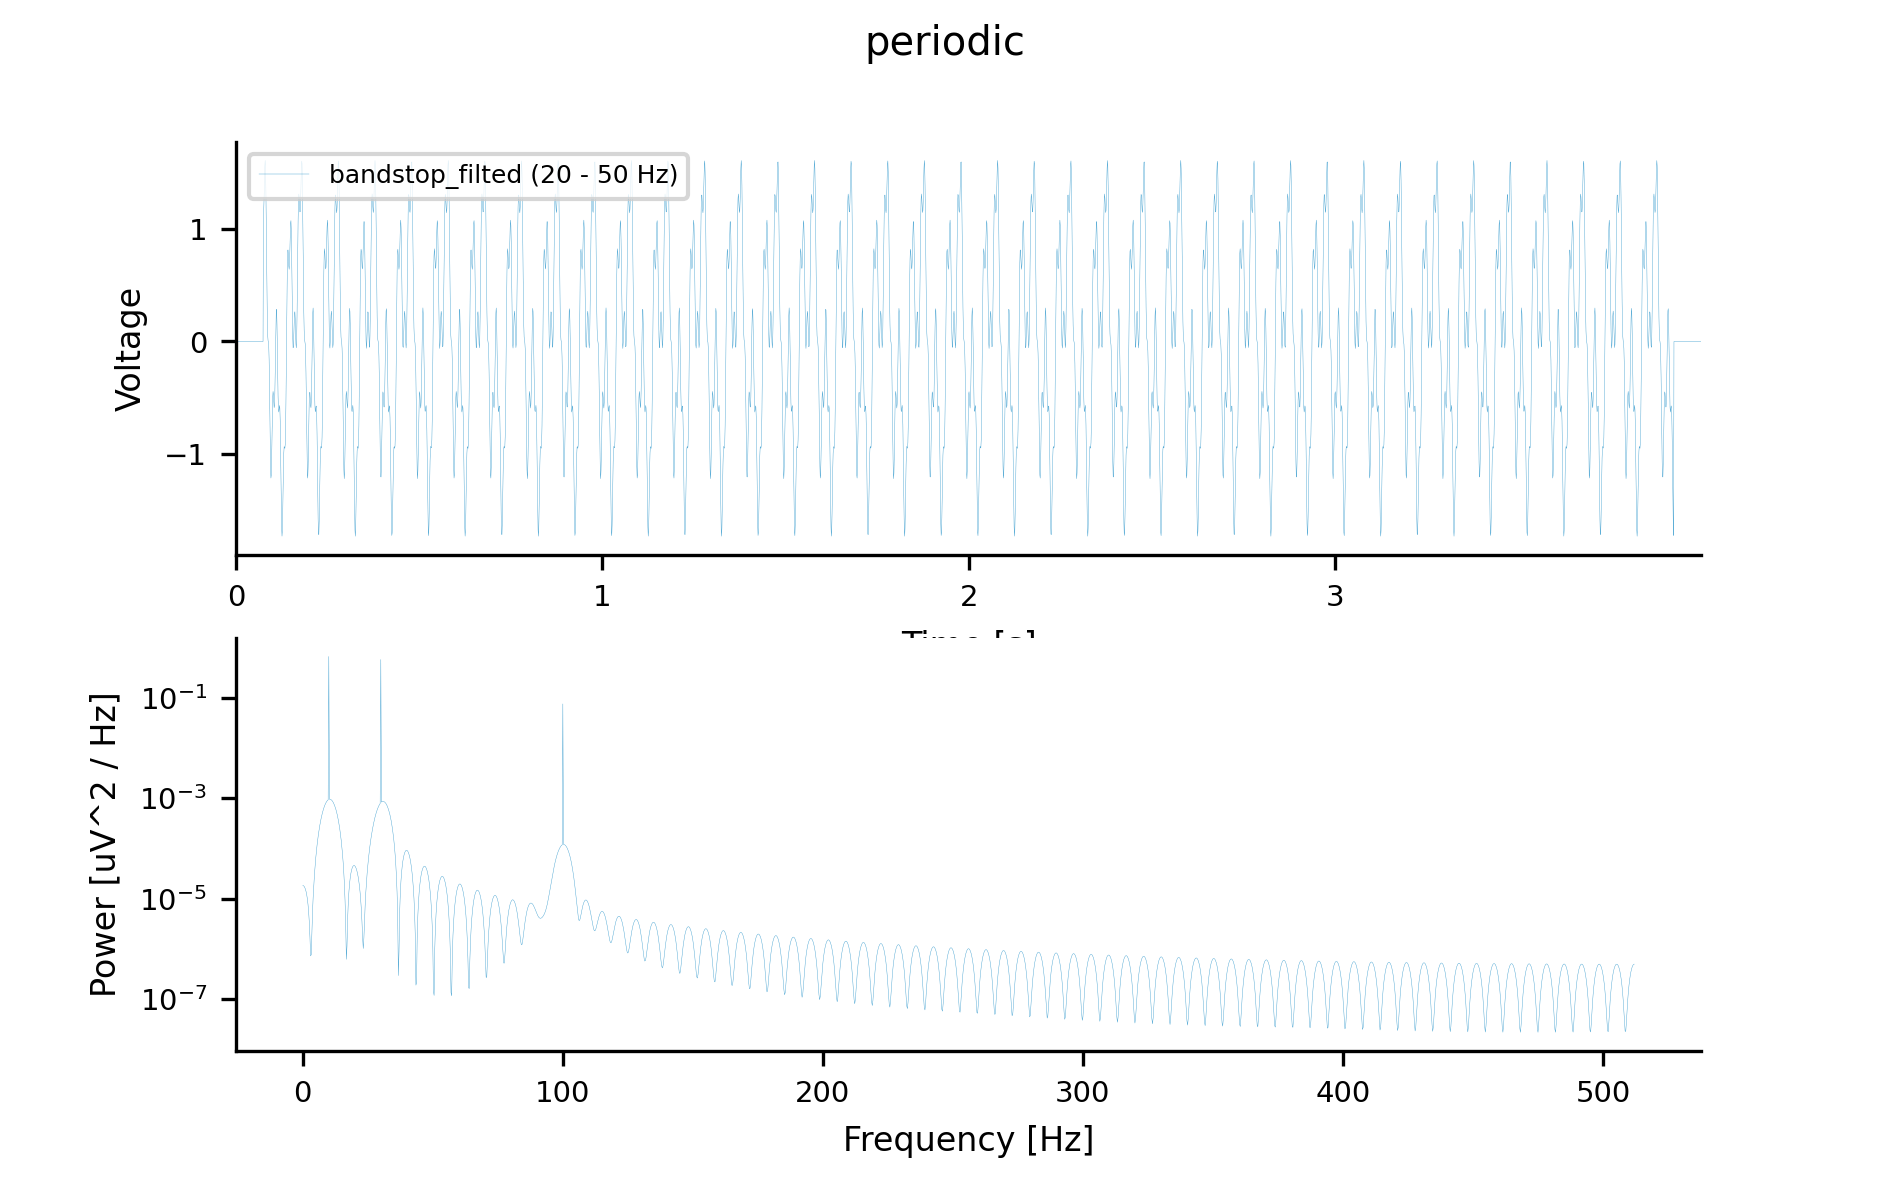 periodic
bandstop_filted (20 - 50 Hz)
Voltage
1
0
−1
0
1
2
3
Time [s]
Power [uV^2 / Hz]
10⁻¹
10⁻³
10⁻⁵
10⁻⁷
0
100
200
300
400
500
Frequency [Hz]